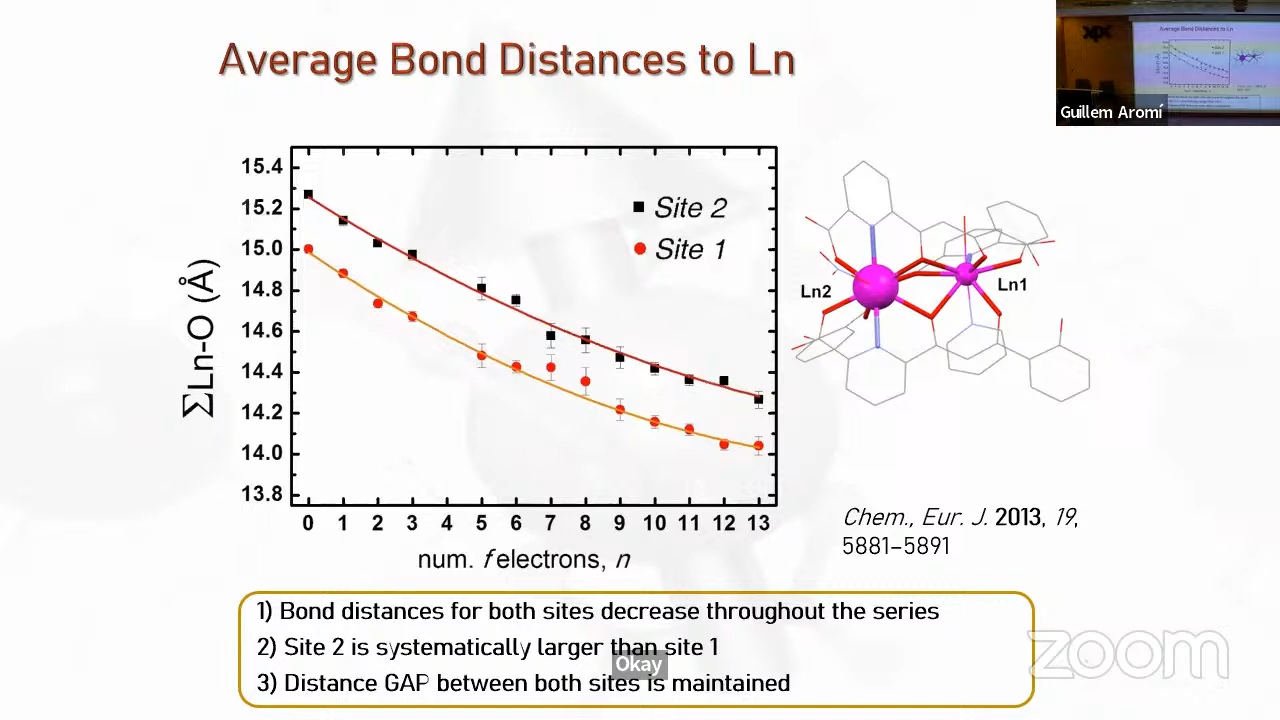 Average Bond Distances to Ln
Guillem Aromí
15.4
15.2
15.0
14.8
14.6
14.4
14.2
14.0
13.8
ΣLn-O (Å)
Site 2
Site 1
0 1 2 3 4 5 6 7 8 9 10 11 12 13
num. f electrons, n
Ln2
Ln1
Chem., Eur. J. 2013, 19,
5881–5891
1) Bond distances for both sites decrease throughout the series
2) Site 2 is systematically larger than site 1
3) Distance GAP between both sites is maintained
Okay
zoom